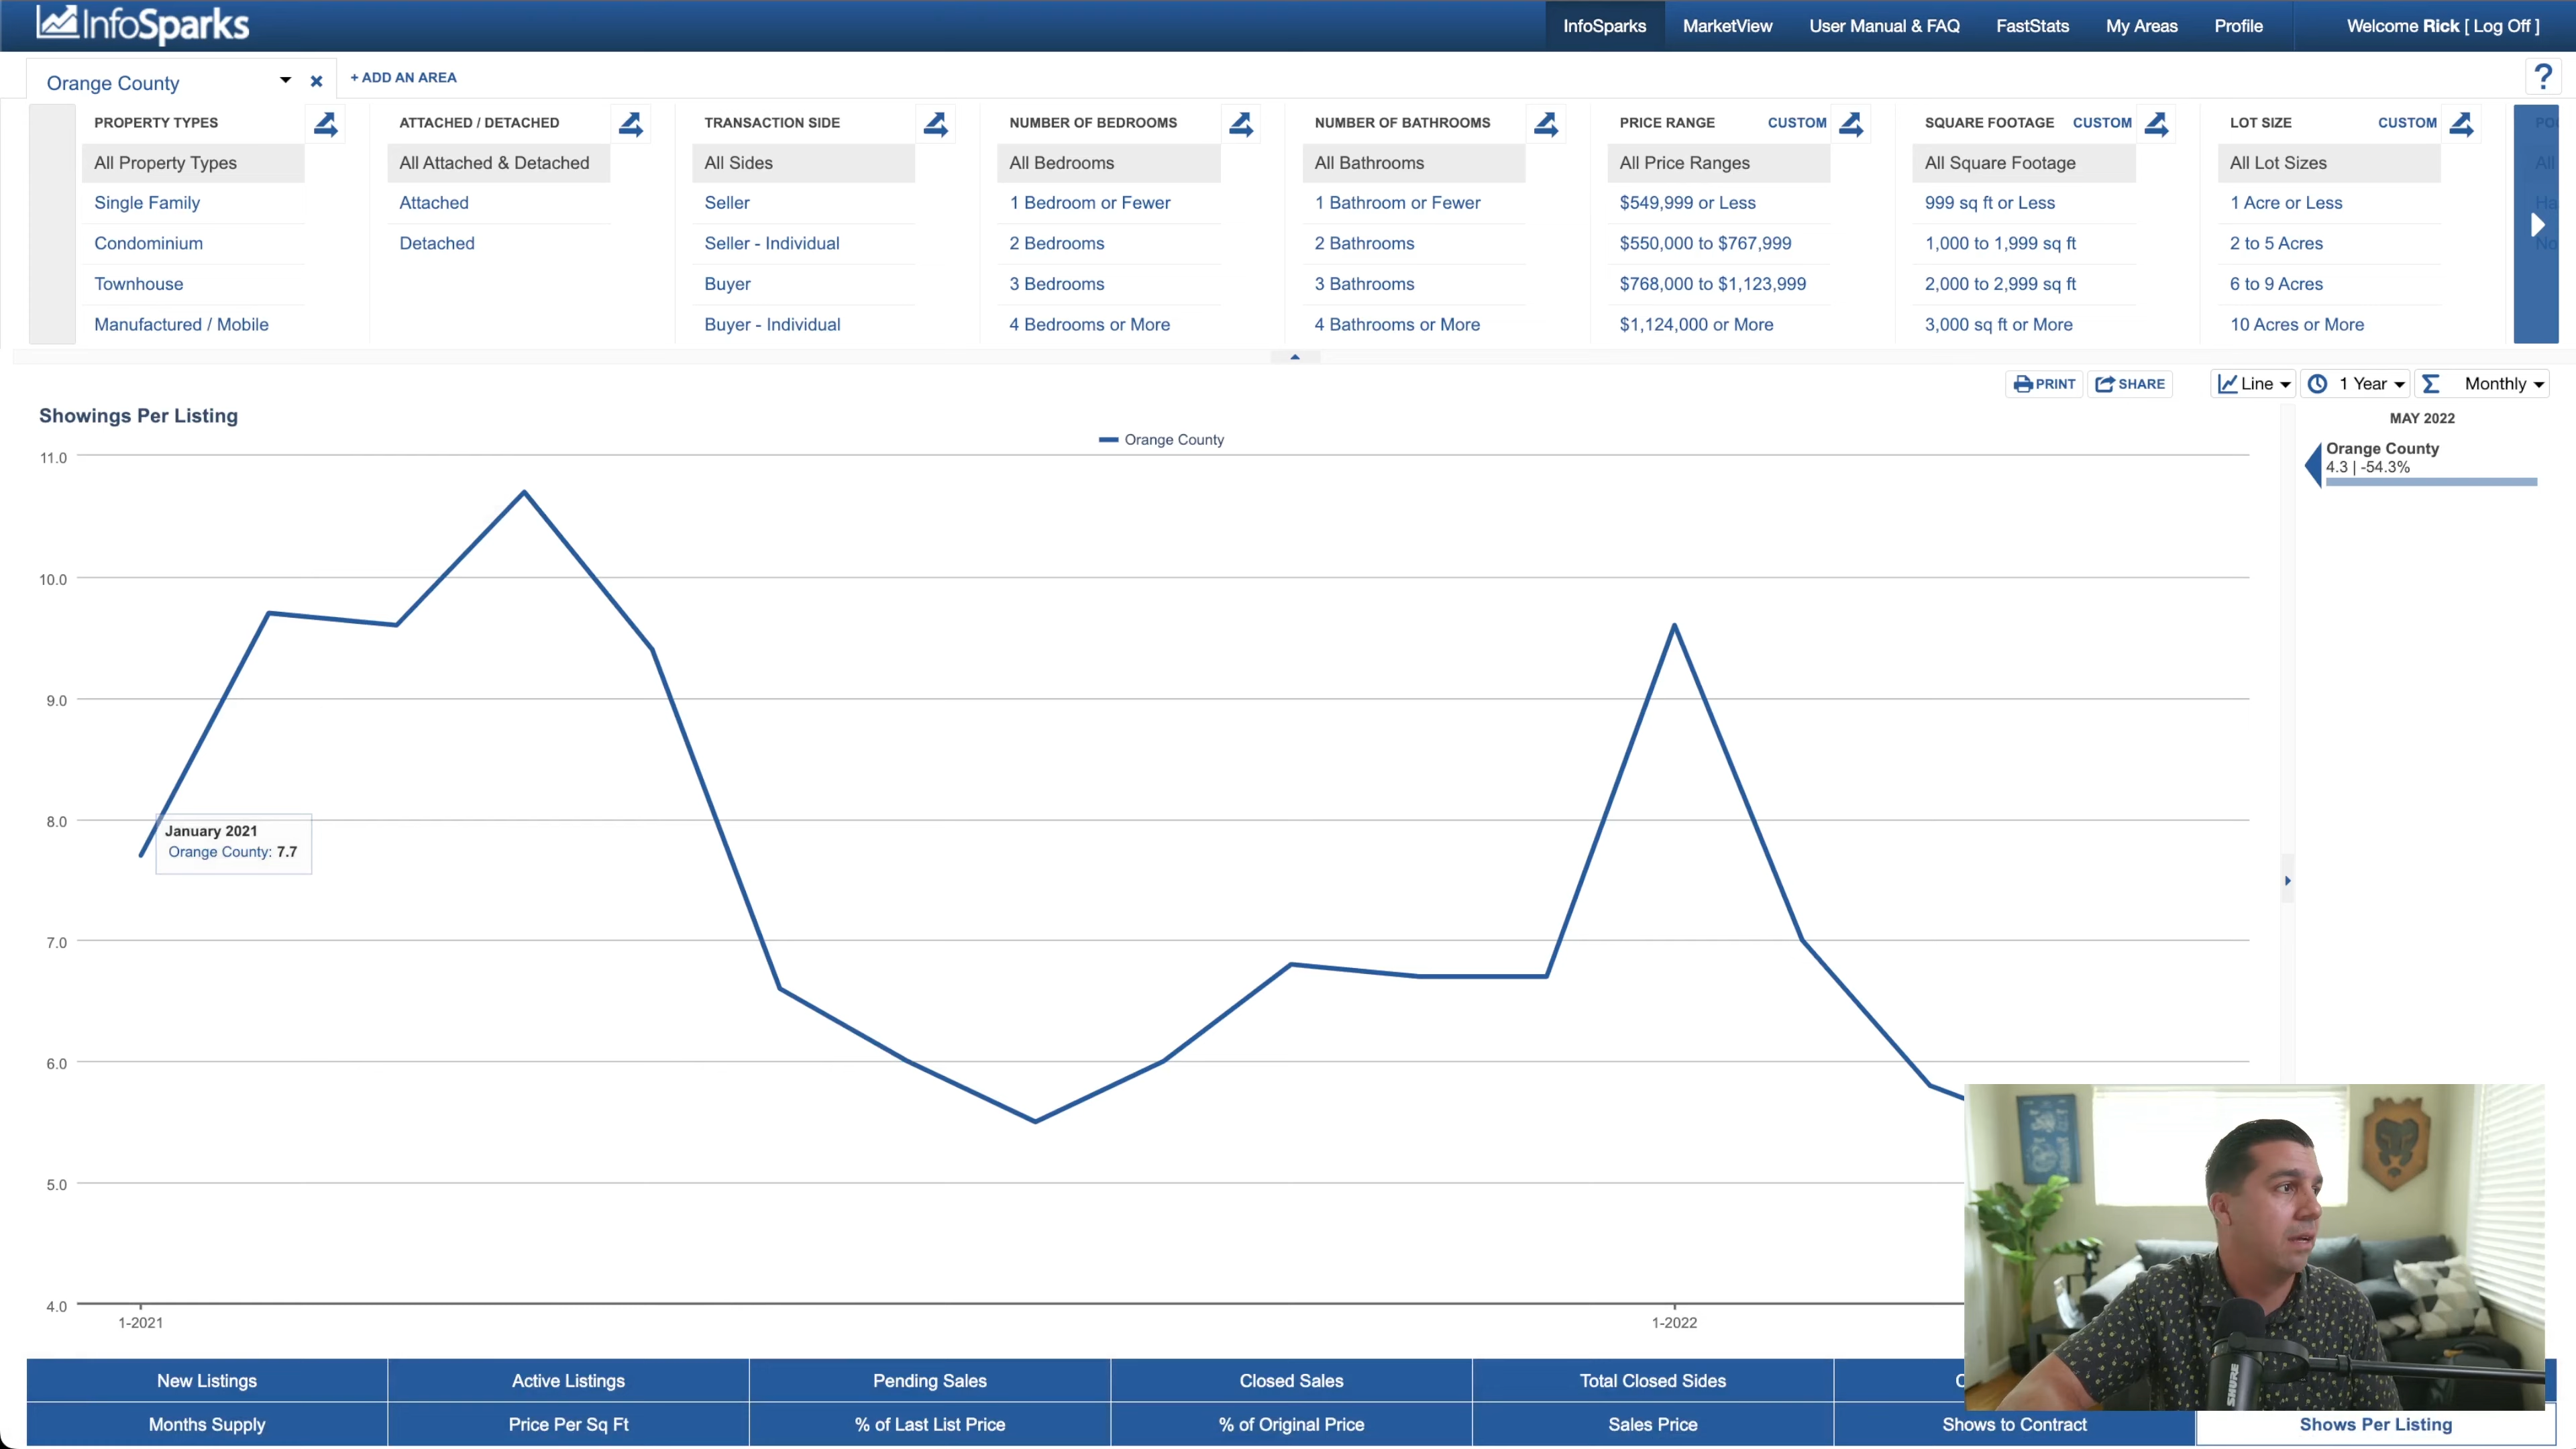 InfoSparks
InfoSparks MarketView User Manual & FAQ FastStats My Areas Profile Welcome Rick [ Log Off ]
Orange County + ADD AN AREA ?
PROPERTY TYPES
All Property Types
Single Family
Condominium
Townhouse
Manufactured / Mobile
ATTACHED / DETACHED
All Attached & Detached
Attached
Detached
TRANSACTION SIDE
All Sides
Seller
Seller - Individual
Buyer
Buyer - Individual
NUMBER OF BEDROOMS
All Bedrooms
1 Bedroom or Fewer
2 Bedrooms
3 Bedrooms
4 Bedrooms or More
NUMBER OF BATHROOMS
All Bathrooms
1 Bathroom or Fewer
2 Bathrooms
3 Bathrooms
4 Bathrooms or More
PRICE RANGE CUSTOM
All Price Ranges
$549,999 or Less
$550,000 to $767,999
$768,000 to $1,123,999
$1,124,000 or More
SQUARE FOOTAGE CUSTOM
All Square Footage
999 sq ft or Less
1,000 to 1,999 sq ft
2,000 to 2,999 sq ft
3,000 sq ft or More
LOT SIZE CUSTOM
All Lot Sizes
1 Acre or Less
2 to 5 Acres
6 to 9 Acres
10 Acres or More
PRINT SHARE Line 1 Year Monthly
Showings Per Listing
Orange County
MAY 2022
Orange County
4.3 | -54.3%
11.0
10.0
9.0
8.0
January 2021
Orange County: 7.7
7.0
6.0
5.0
4.0
1-2021 1-2022
SHURE
New Listings Active Listings Pending Sales Closed Sales Total Closed Sides
Months Supply Price Per Sq Ft % of Last List Price % of Original Price Sales Price Shows to Contract Shows Per Listing